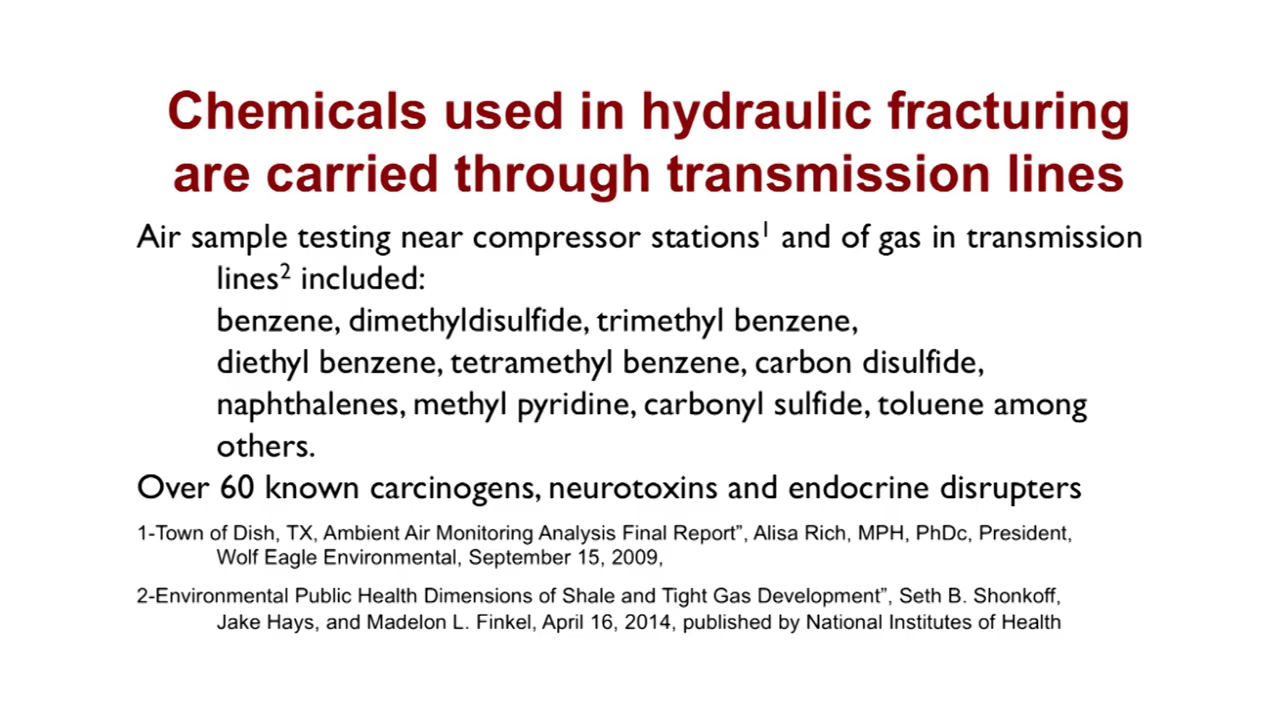 Chemicals used in hydraulic fracturing
are carried through transmission lines
Air sample testing near compressor stations¹ and of gas in transmission
lines² included:
benzene, dimethyldisulfide, trimethyl benzene,
diethyl benzene, tetramethyl benzene, carbon disulfide,
naphthalenes, methyl pyridine, carbonyl sulfide, toluene among
others.
Over 60 known carcinogens, neurotoxins and endocrine disrupters
1-Town of Dish, TX, Ambient Air Monitoring Analysis Final Report”, Alisa Rich, MPH, PhDc, President,
Wolf Eagle Environmental, September 15, 2009,
2-Environmental Public Health Dimensions of Shale and Tight Gas Development”, Seth B. Shonkoff,
Jake Hays, and Madelon L. Finkel, April 16, 2014, published by National Institutes of Health